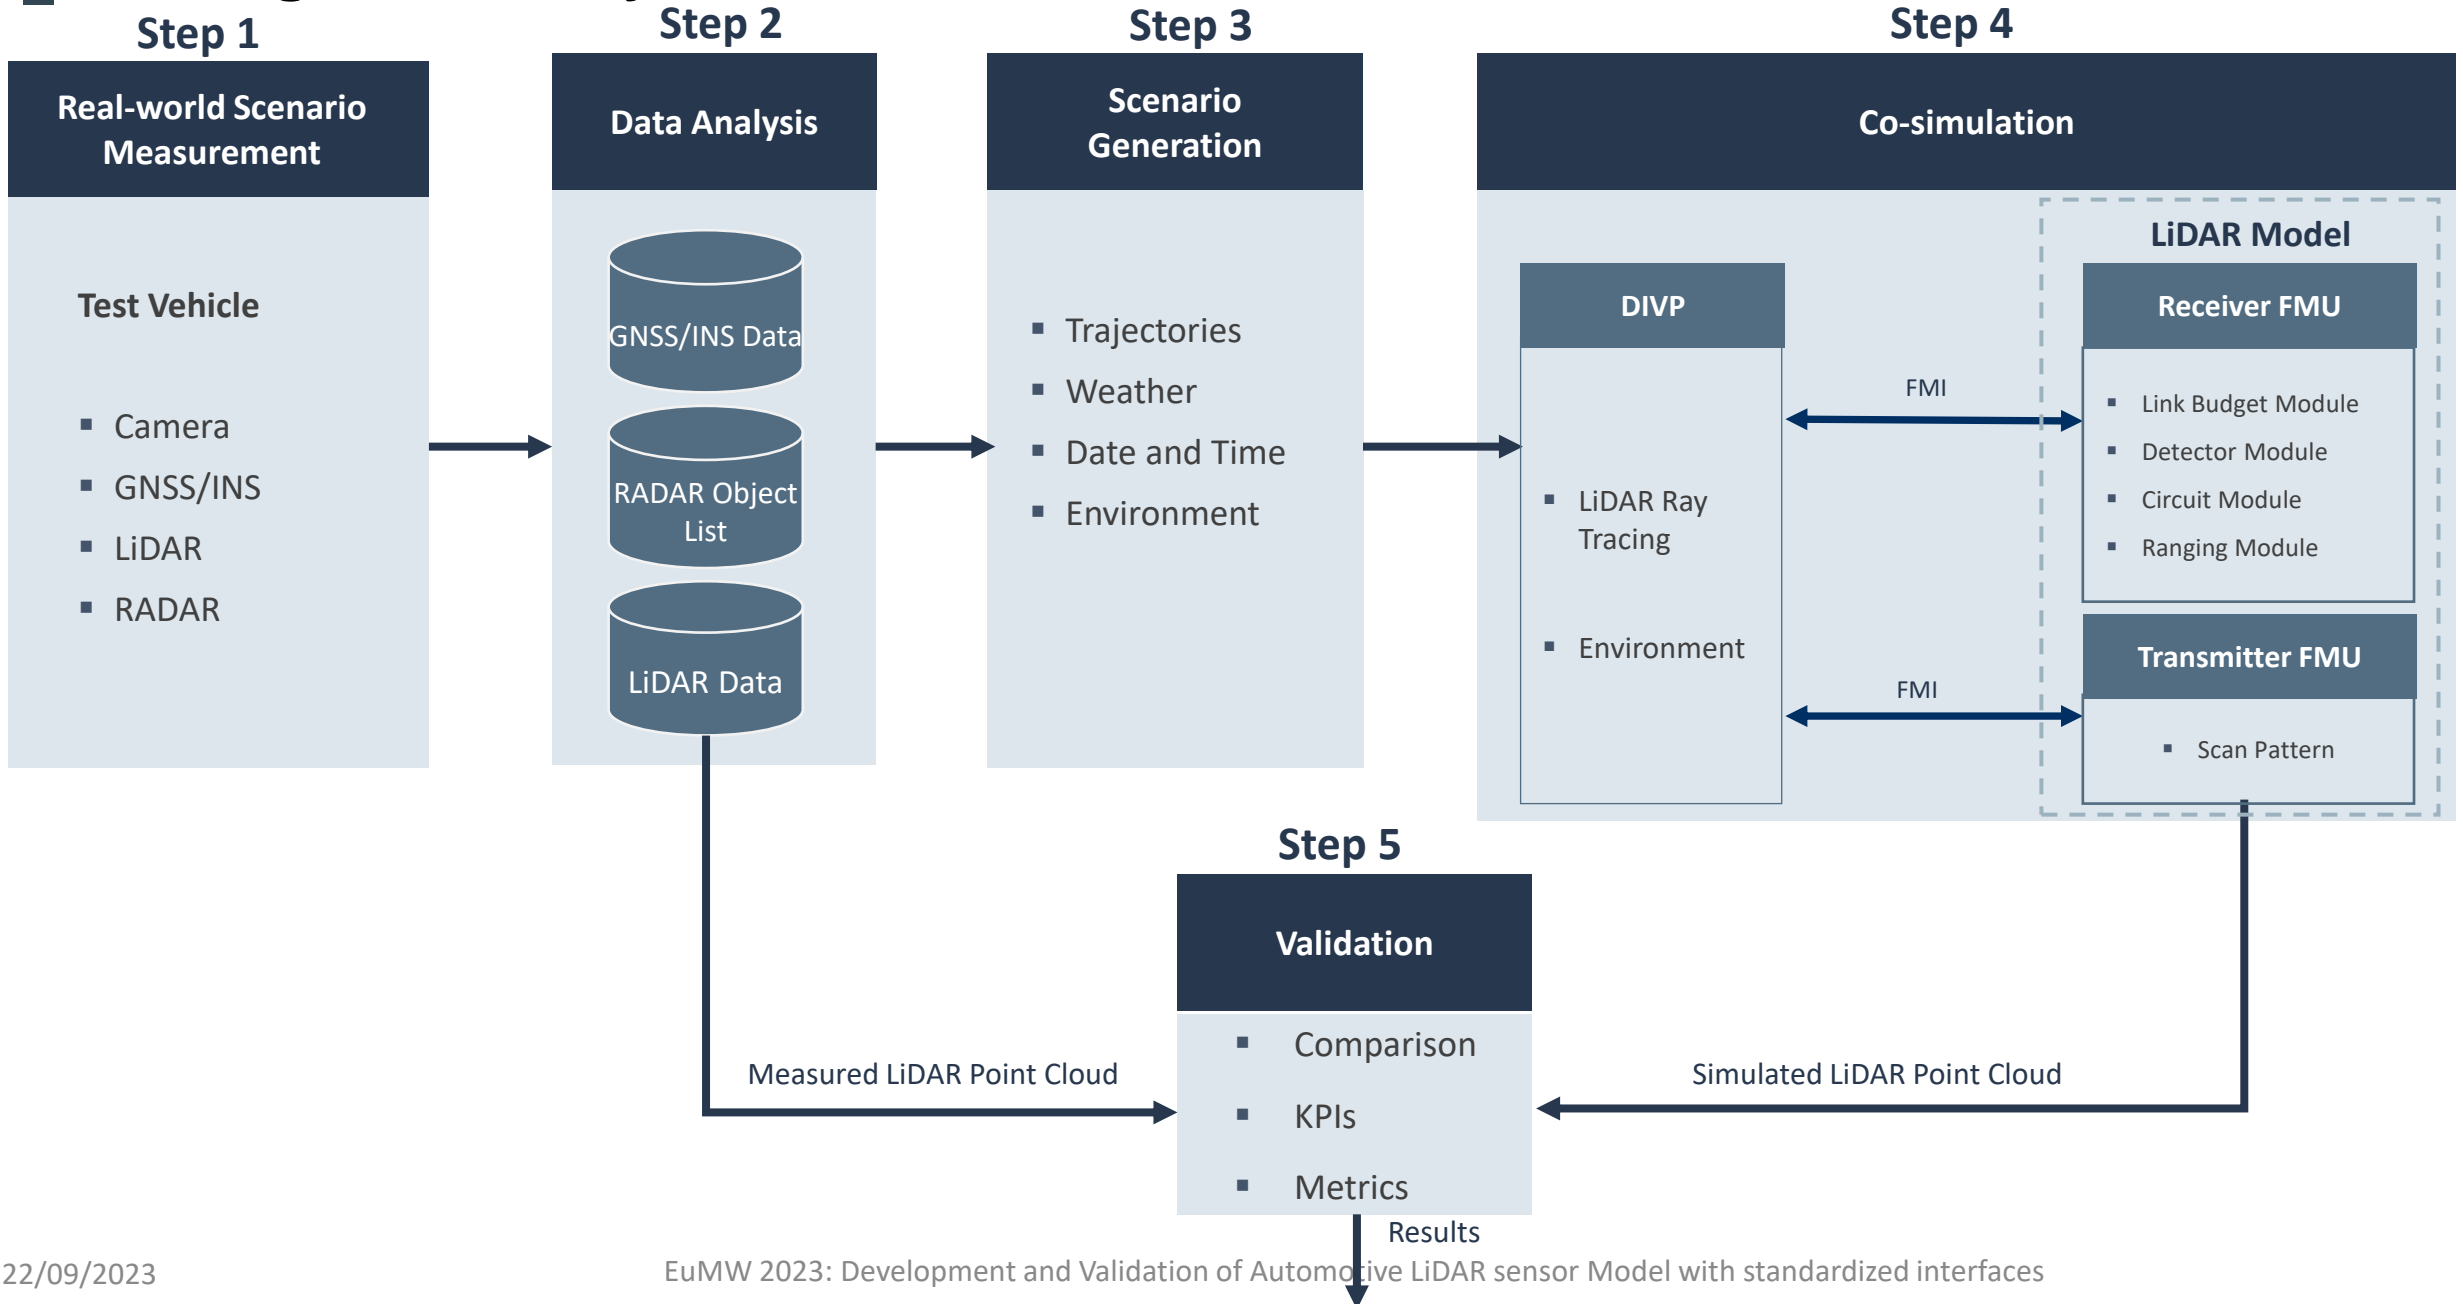 Step 1
Real-world Scenario
Measurement
Test Vehicle
▪ Camera
▪ GNSS/INS
▪ LiDAR
▪ RADAR
Step 2
Data Analysis
GNSS/INS Data
RADAR Object
List
LiDAR Data
Step 3
Scenario
Generation
▪ Trajectories
▪ Weather
▪ Date and Time
▪ Environment
Step 4
Co-simulation
DIVP
▪ LiDAR Ray
Tracing
▪ Environment
FMI
FMI
LiDAR Model
Receiver FMU
▪ Link Budget Module
▪ Detector Module
▪ Circuit Module
▪ Ranging Module
Transmitter FMU
▪ Scan Pattern
Step 5
Validation
▪ Comparison
▪ KPIs
▪ Metrics
Measured LiDAR Point Cloud
Simulated LiDAR Point Cloud
Results
22/09/2023
EuMW 2023: Development and Validation of Automotive LiDAR sensor Model with standardized interfaces